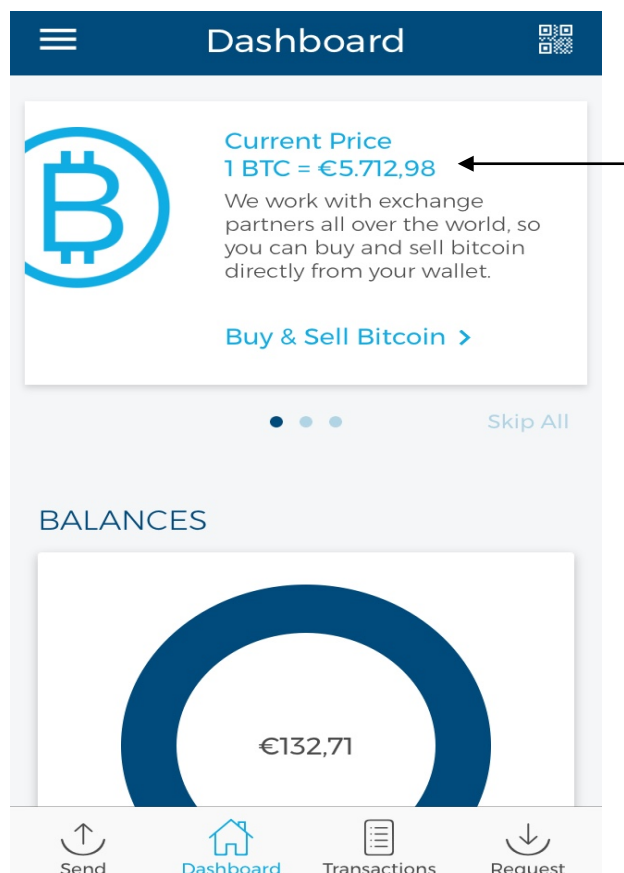 Dashboard
Current Price
1 BTC = €5.712,98
We work with exchange
partners all over the world, so
you can buy and sell bitcoin
directly from your wallet.
Buy & Sell Bitcoin >
Skip All
BALANCES
€132,71
Send Dashboard Transactions Request